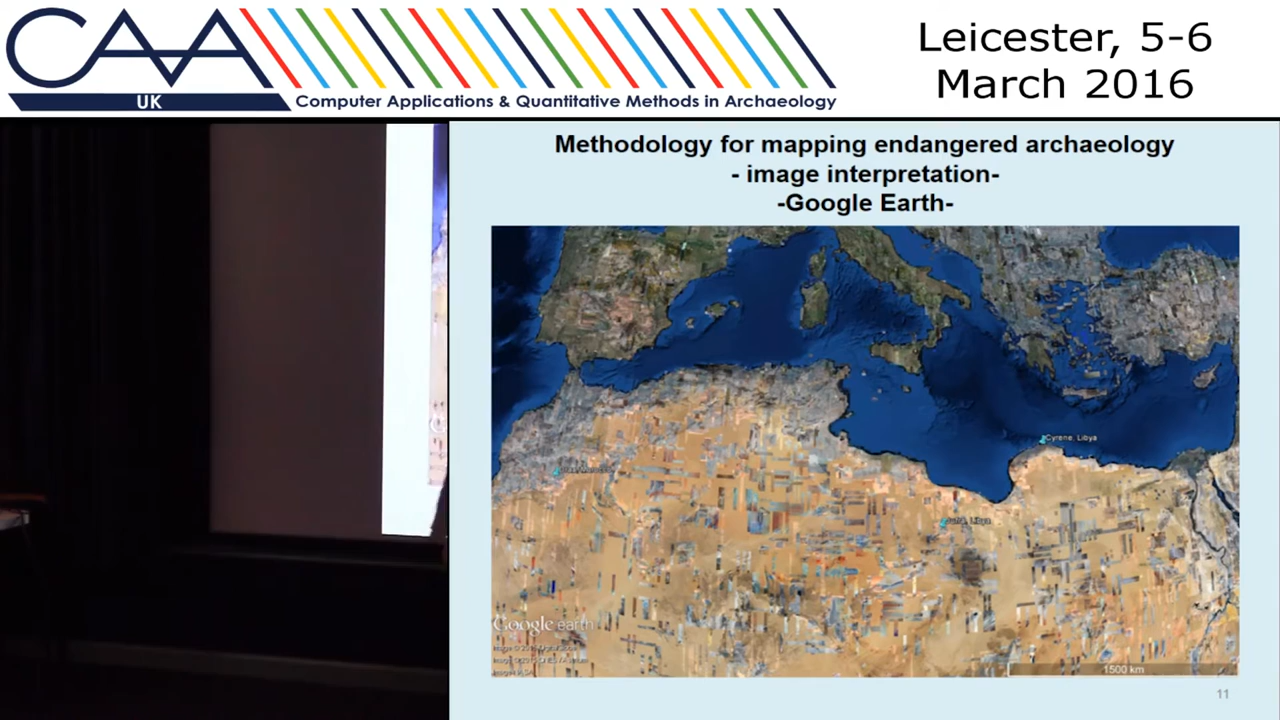 CAA
UK
Computer Applications & Quantitative Methods in Archaeology
Leicester, 5-6
March 2016
Methodology for mapping endangered archaeology
- image interpretation-
-Google Earth-
Cyrene, Libya
Libya
Google earth
1500 km
11